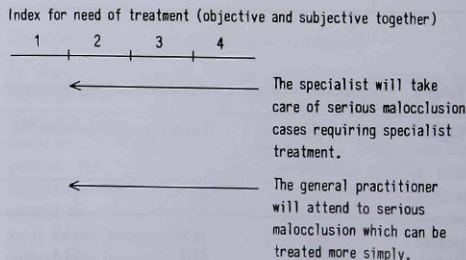 Index for need of treatment (objective and subjective together)
1 2 3 4
The specialist will take
care of serious malocclusion
cases requiring specialist
treatment.
The general practitioner
will attend to serious
malocclusion which can be
treated more simply.